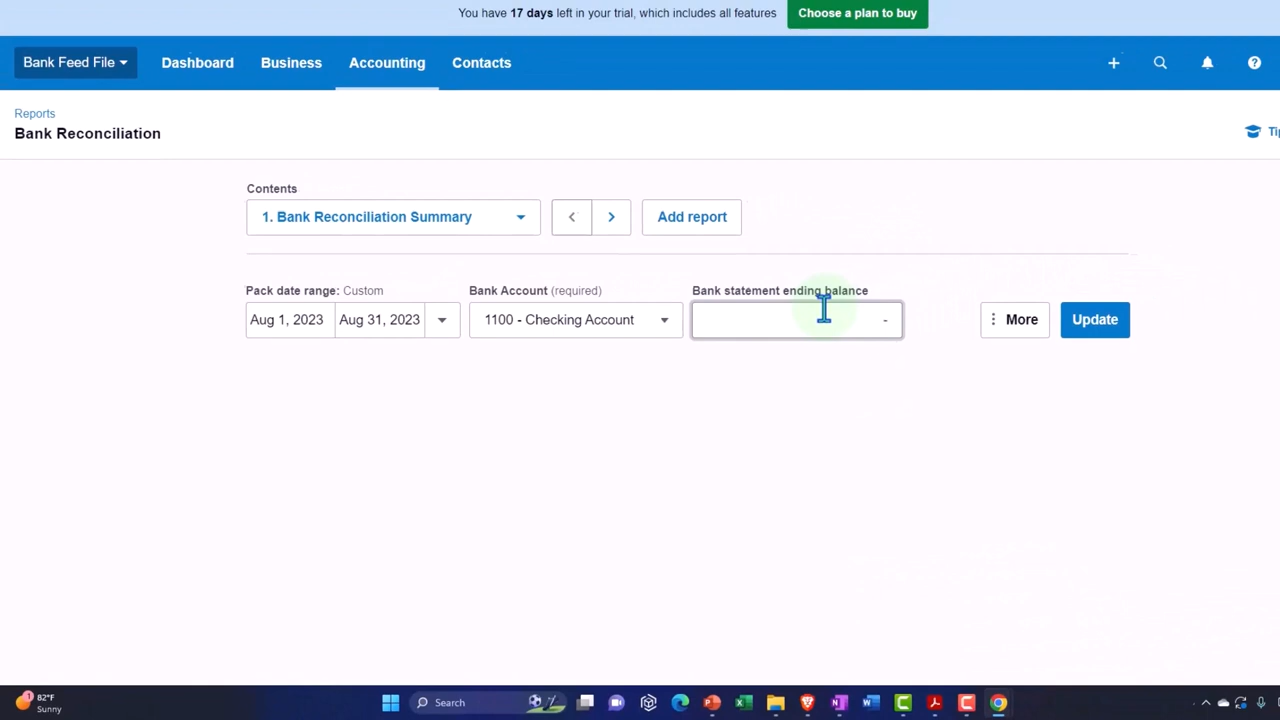 You have 17 days left in your trial, which includes all features
Choose a plan to buy
Bank Feed File
Dashboard
Business
Accounting
Contacts
Reports
Bank Reconciliation
Tip
Contents
1. Bank Reconciliation Summary
Add report
Pack date range: Custom
Bank Account (required)
Bank statement ending balance
Aug 1, 2023
Aug 31, 2023
1100 - Checking Account
-
More
Update
1
82°F
Sunny
Search